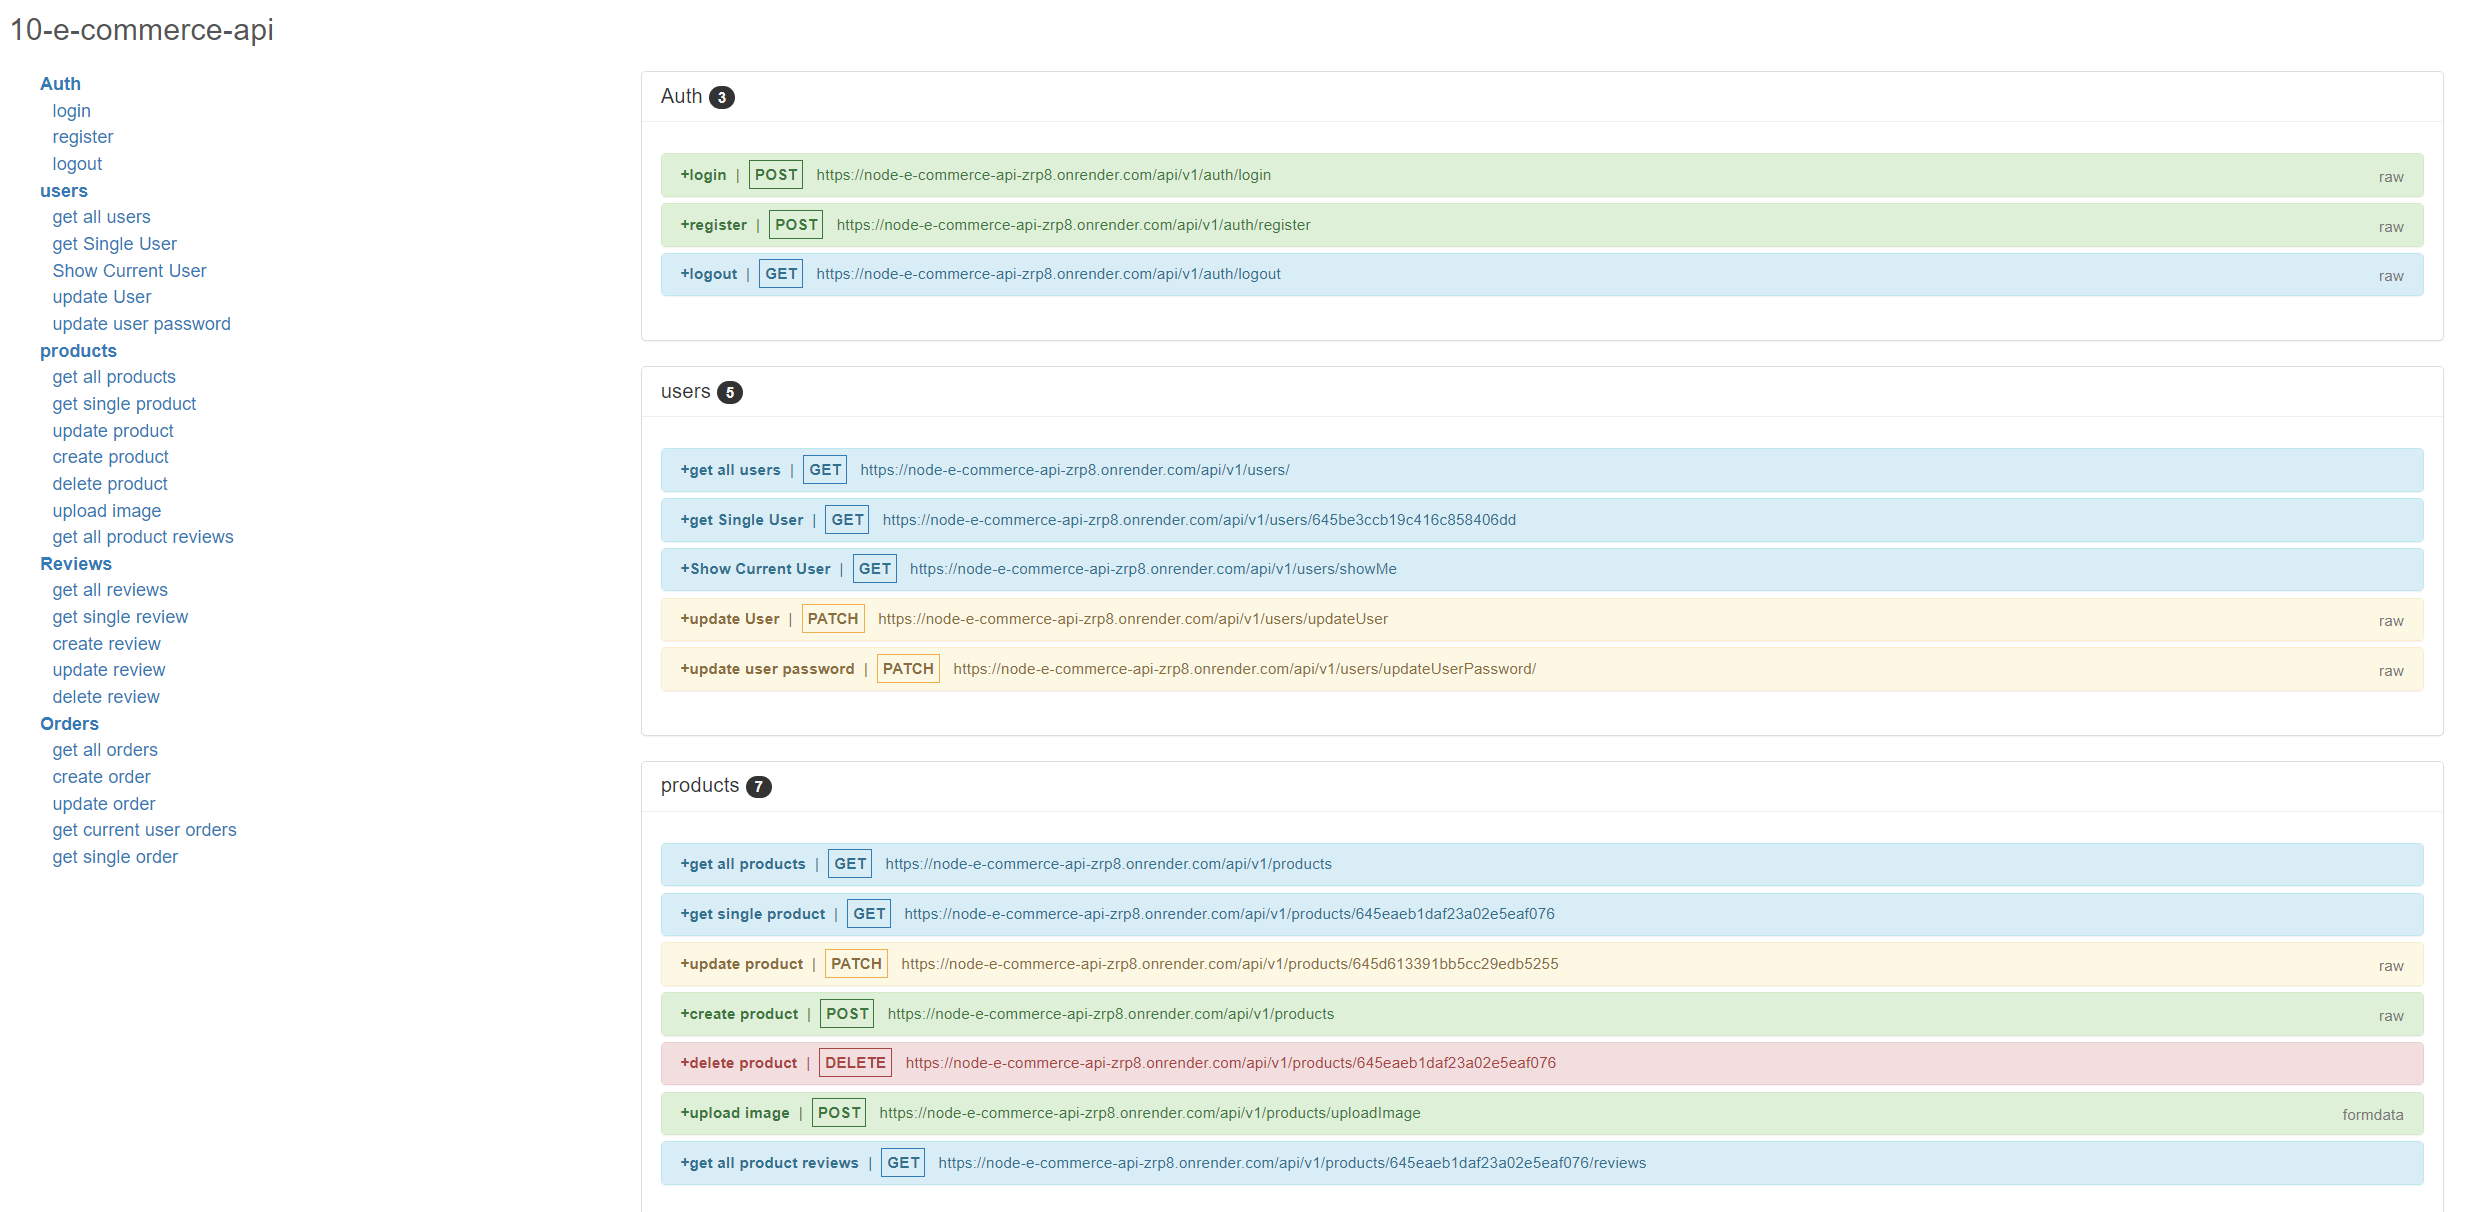 10-e-commerce-api
Auth
login
register
logout
users
get all users
get Single User
Show Current User
update User
update user password
products
get all products
get single product
update product
create product
delete product
upload image
get all product reviews
Reviews
get all reviews
get single review
create review
update review
delete review
Orders
get all orders
create order
update order
get current user orders
get single order
Auth 3
+login | POST https://node-e-commerce-api-zrp8.onrender.com/api/v1/auth/login raw
+register | POST https://node-e-commerce-api-zrp8.onrender.com/api/v1/auth/register raw
+logout | GET https://node-e-commerce-api-zrp8.onrender.com/api/v1/auth/logout raw
users 5
+get all users | GET https://node-e-commerce-api-zrp8.onrender.com/api/v1/users/
+get Single User | GET https://node-e-commerce-api-zrp8.onrender.com/api/v1/users/645be3ccb19c416c858406dd
+Show Current User | GET https://node-e-commerce-api-zrp8.onrender.com/api/v1/users/showMe
+update User | PATCH https://node-e-commerce-api-zrp8.onrender.com/api/v1/users/updateUser raw
+update user password | PATCH https://node-e-commerce-api-zrp8.onrender.com/api/v1/users/updateUserPassword/ raw
products 7
+get all products | GET https://node-e-commerce-api-zrp8.onrender.com/api/v1/products
+get single product | GET https://node-e-commerce-api-zrp8.onrender.com/api/v1/products/645eaeb1daf23a02e5eaf076
+update product | PATCH https://node-e-commerce-api-zrp8.onrender.com/api/v1/products/645d613391bb5cc29edb5255 raw
+create product | POST https://node-e-commerce-api-zrp8.onrender.com/api/v1/products raw
+delete product | DELETE https://node-e-commerce-api-zrp8.onrender.com/api/v1/products/645eaeb1daf23a02e5eaf076
+upload image | POST https://node-e-commerce-api-zrp8.onrender.com/api/v1/products/uploadImage formdata
+get all product reviews | GET https://node-e-commerce-api-zrp8.onrender.com/api/v1/products/645eaeb1daf23a02e5eaf076/reviews